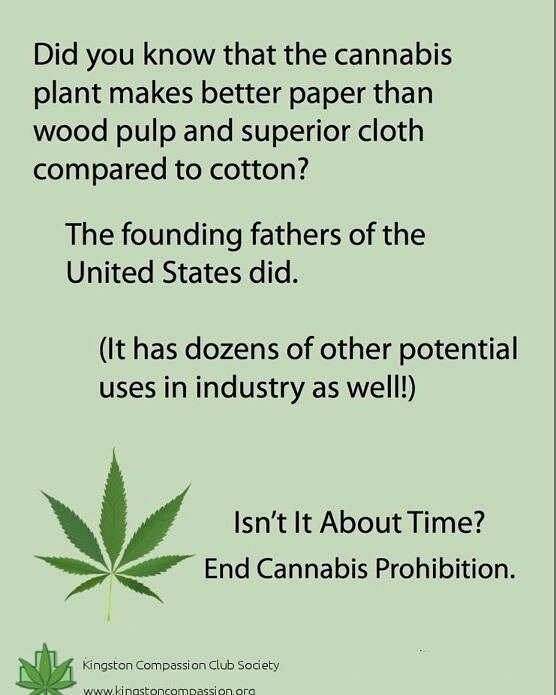 Did you know that the cannabis
plant makes better paper than
wood pulp and superior cloth
compared to cotton?
The founding fathers of the
United States did.
(It has dozens of other potential
uses in industry as well!)
Isn't It About Time?
End Cannabis Prohibition.
Kingston Compassion Club Society
www.kingstoncompassion.org